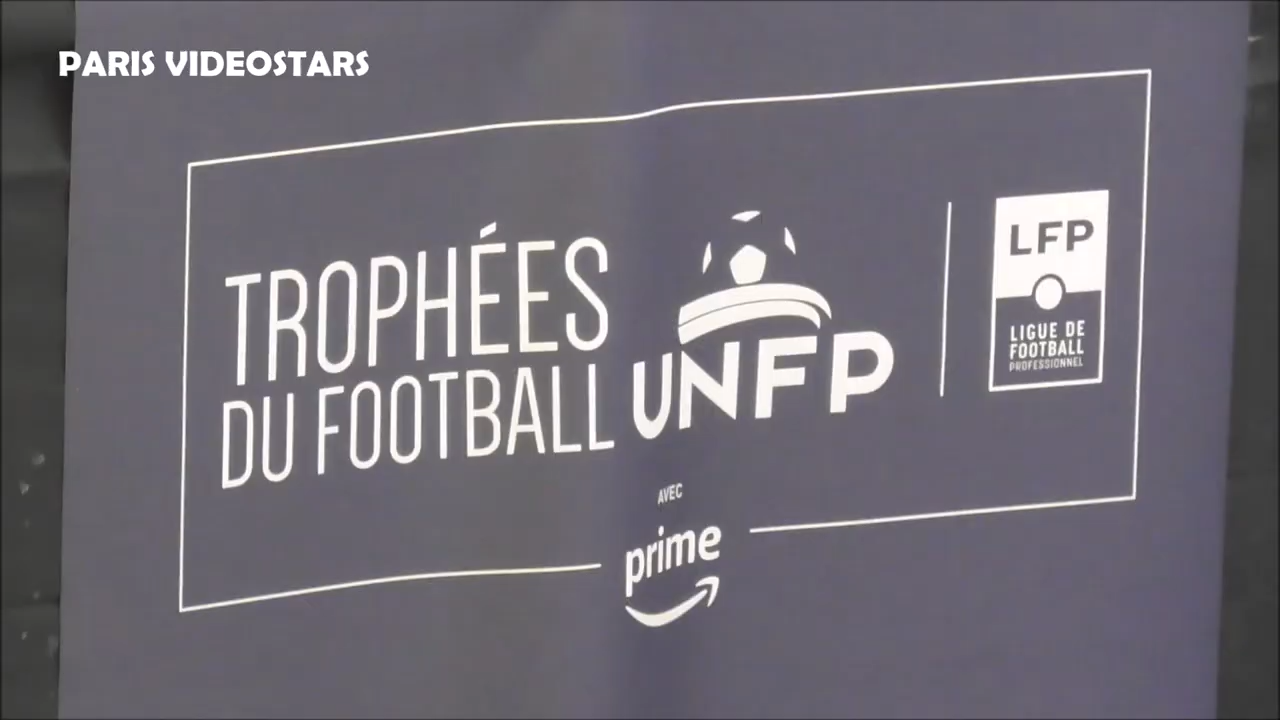 PARIS VIDEOSTARS
TROPHÉES
DU FOOTBALL UNFP
LFP
LIGUE DE
FOOTBALL
PROFESSIONNEL
AVEC
prime